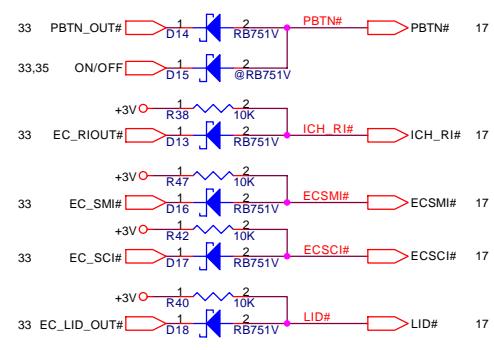 33 PBTN_OUT# 1 2 PBTN# PBTN# 17
D14 RB751V
33,35 ON/OFF 1 2
D15 @RB751V
+3V 1 2
R38 10K
33 EC_RIOUT# 1 2 ICH_RI# ICH_RI# 17
D13 RB751V
+3V 1 2
R47 10K
33 EC_SMI# 1 2 ECSMI# ECSMI# 17
D16 RB751V
+3V 1 2
R42 10K
33 EC_SCI# 1 2 ECSCI# ECSCI# 17
D17 RB751V
+3V 1 2
R40 10K
33 EC_LID_OUT# 1 2 LID# LID# 17
D18 RB751V